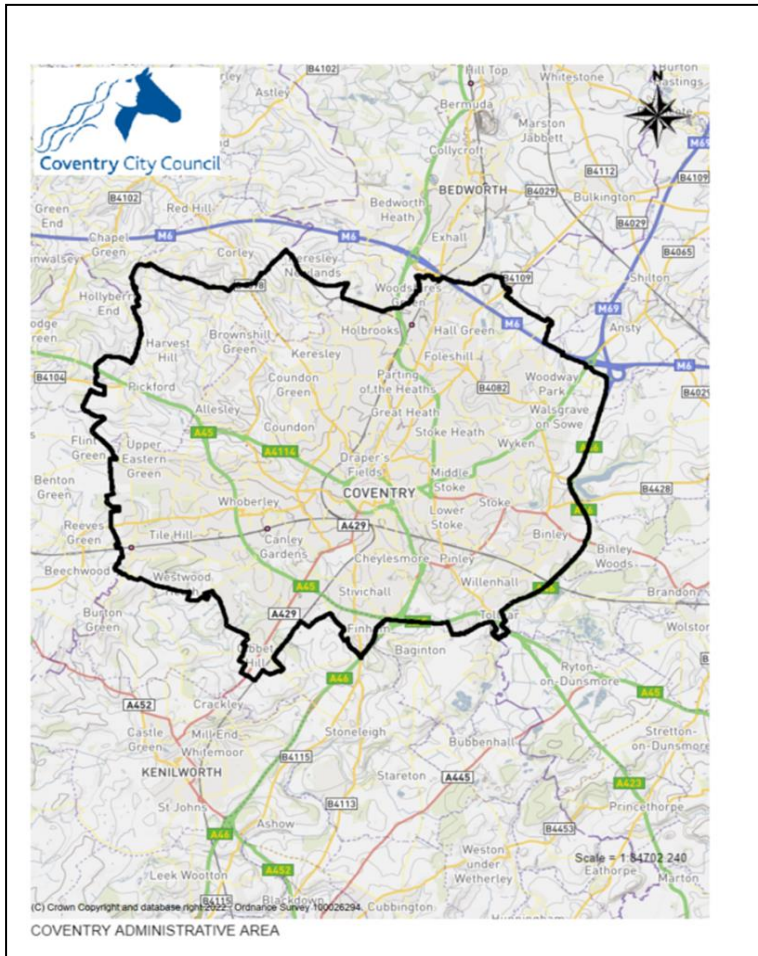 Coventry City Council
N
B4102
Hill Top
Whitestone
Burton
Hastings
Astley
Bermuda
Marston
Jabbett
Collycroft
M69
B4112
B4109
BEDWORTH
B4029
Bulkington
B4102
Green
End
Red Hill
Bedworth
Heath
B4029
Chapel
Green
M6
M6
Exhall
B4065
Corley
Shilton
B4109
Hollyberry
End
M69
Holbrooks
Hall Green
M6
Ansty
Harvest
Hill
Brownshill
Green
Keresley
Foleshill
M6
B4104
Pickford
Coundon
Green
Parting
of the Heaths
B4082
Woodway
Park
Allesley
Great Heath
Walsgrave
on Sowe
A45
Coundon
Stoke Heath
Wyken
Flint
Green
Upper
Eastern
Green
A4114
Draper's
Fields
Middle
Stoke
Benton
Green
COVENTRY
B4428
Whoberley
Lower
Stoke
Stoke
Reeves
Green
A429
Binley
Tile Hill
Canley
Gardens
Cheylesmore
Pinley
Binley
Woods
Beechwood
Westwood
A45
Willenhall
Brandon
Burton
Green
Stivichall
A429
Finham
Baginton
Ryton-
on-Dunsmore
A46
A45
A452
Crackley
Castle
Green
Mill End
Whitemoor
Stoneleigh
Bubbenhall
Stretton-
on-Dunsmore
B4115
KENILWORTH
Stareton
A445
A423
St Johns
B4113
Princethorpe
A46
Ashow
B4453
Weston
under
Wetherley
Scale = 1:84702.240
A452
Eathorpe
Leek Wootton
Marton
B4115
Blackdown
Cubbington
(C) Crown Copyright and database right 2022. Ordnance Survey 100026294
COVENTRY ADMINISTRATIVE AREA